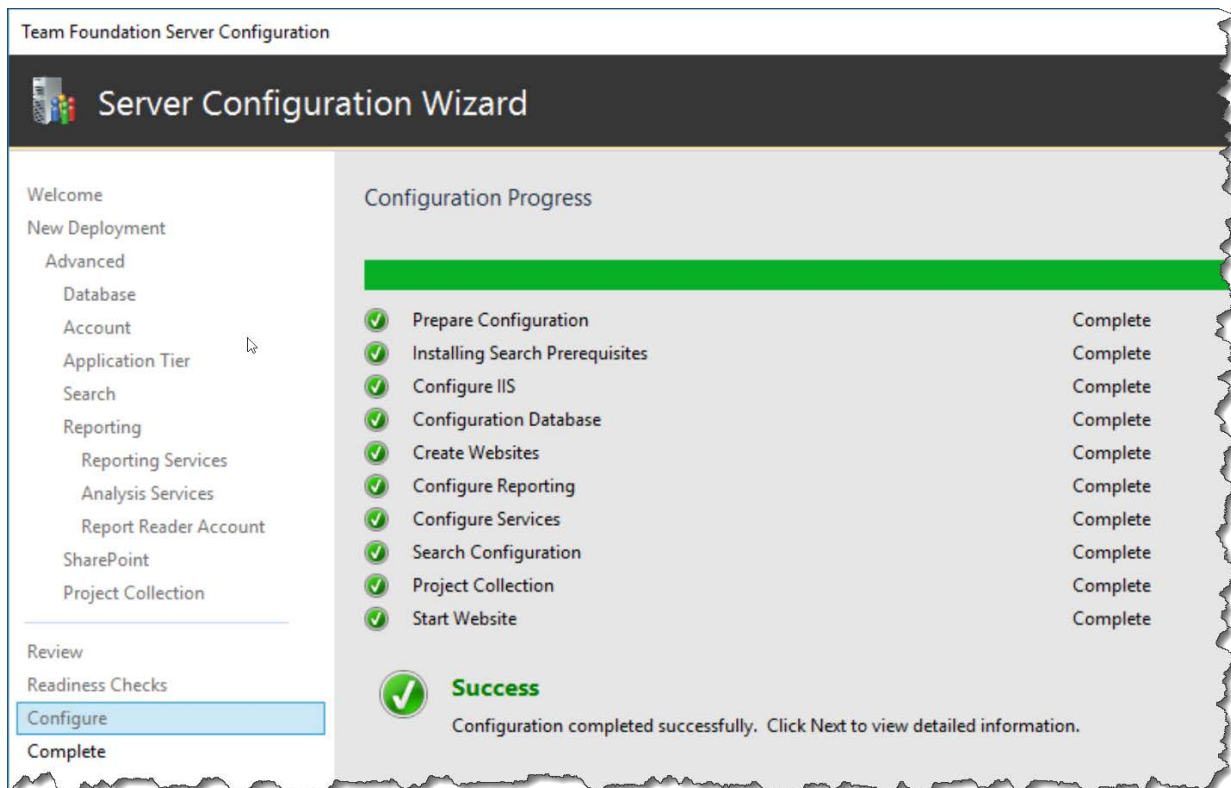 Team Foundation Server Configuration
Server Configuration Wizard
Welcome
New Deployment
Advanced
Database
Account
Application Tier
Search
Reporting
Reporting Services
Analysis Services
Report Reader Account
SharePoint
Project Collection
Review
Readiness Checks
Configure
Complete
Configuration Progress
Prepare Configuration Complete
Installing Search Prerequisites Complete
Configure IIS Complete
Configuration Database Complete
Create Websites Complete
Configure Reporting Complete
Configure Services Complete
Search Configuration Complete
Project Collection Complete
Start Website Complete
Success
Configuration completed successfully. Click Next to view detailed information.